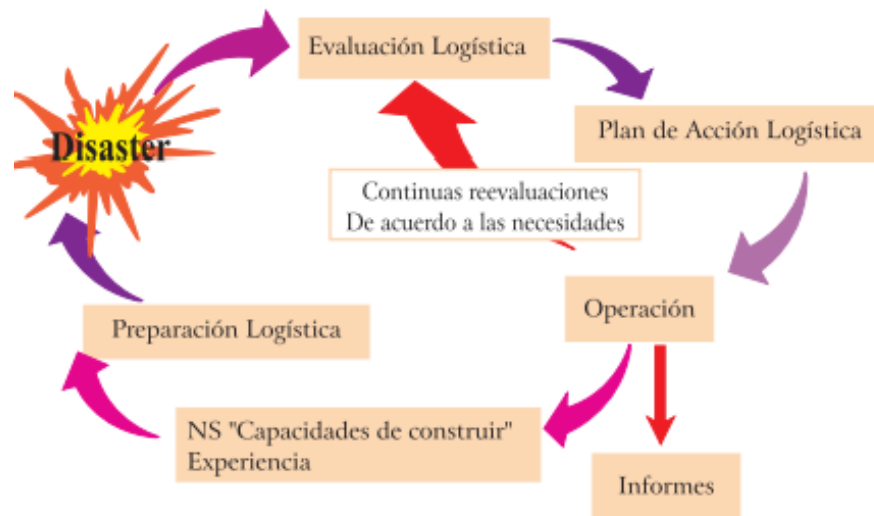 Evaluación Logística
Disaster
Plan de Acción Logística
Continuas reevaluaciones
De acuerdo a las necesidades
Operación
Preparación Logística
NS "Capacidades de construir"
Experiencia
Informes